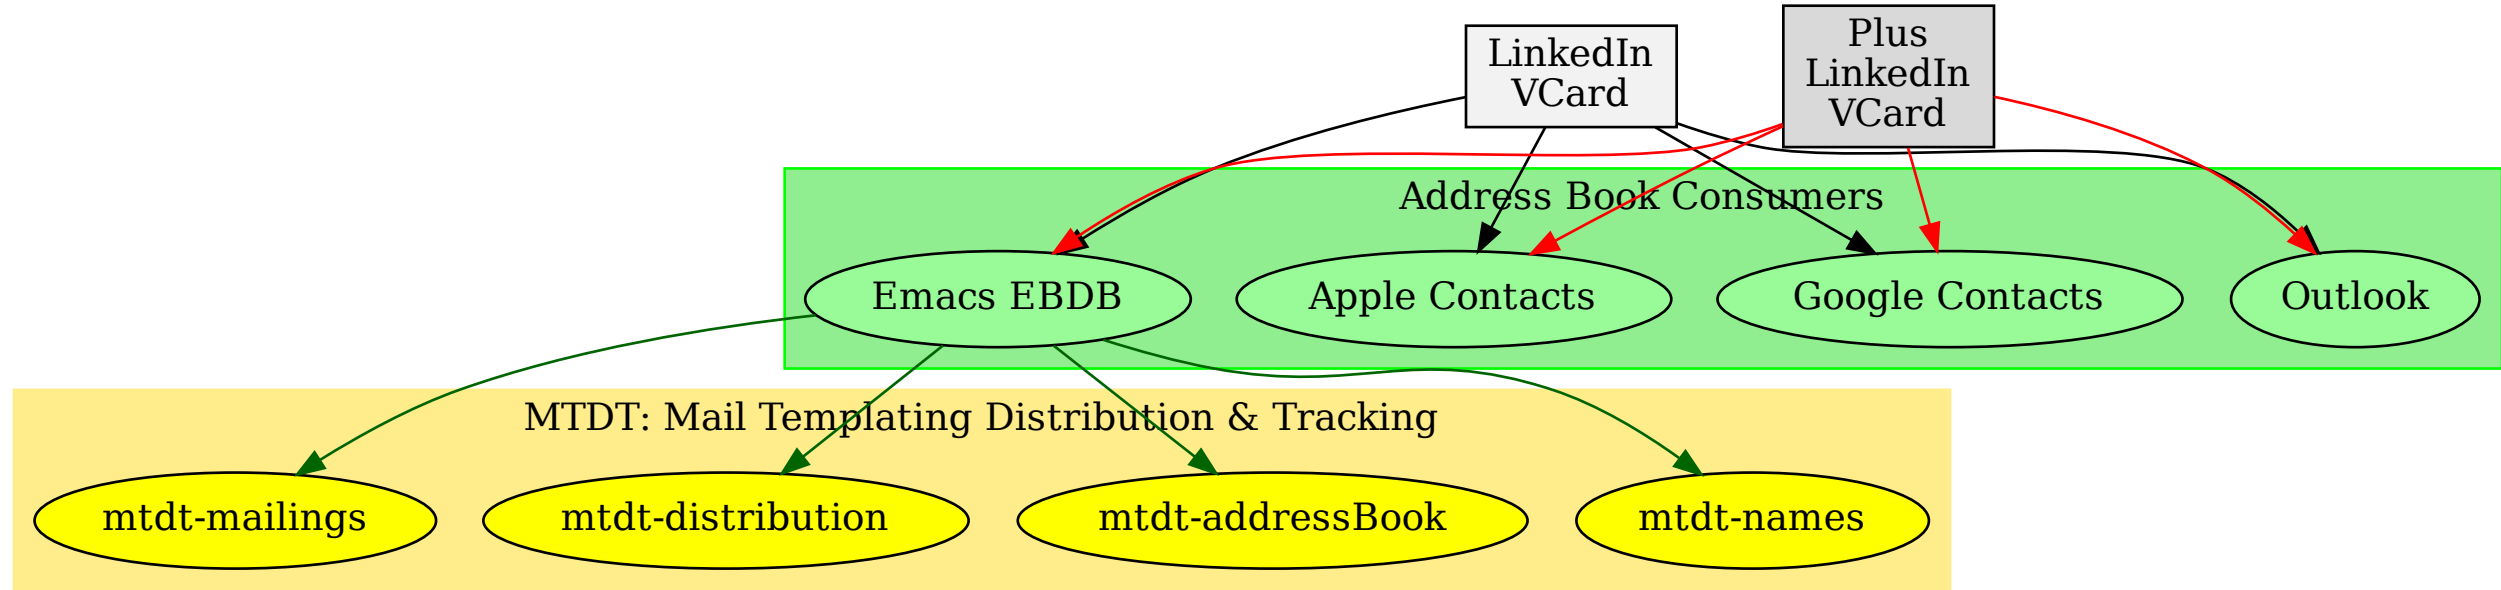 LinkedIn
VCard
Plus
LinkedIn
VCard
Address Book Consumers
Emacs EBDB
Apple Contacts
Google Contacts
Outlook
MTDT: Mail Templating Distribution & Tracking
mtdt-mailings
mtdt-distribution
mtdt-addressBook
mtdt-names